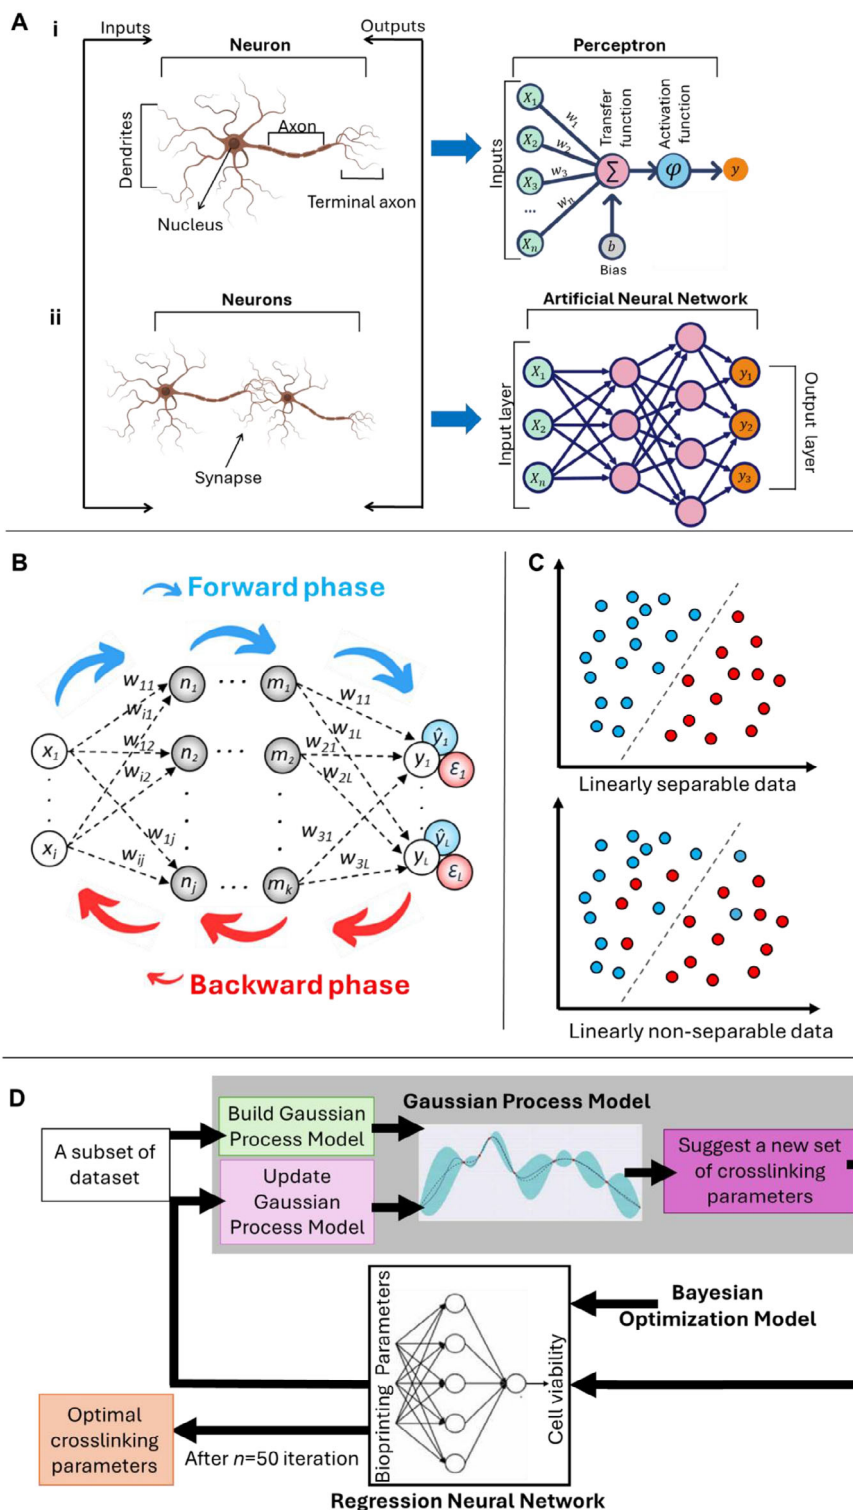 A
i
Inputs
Outputs
Neuron
Dendrites
Axon
Nucleus
Terminal axon
Perceptron
Inputs
X1
X2
X3
...
Xn
w1
w2
w3
wn
Transfer
function
Activation
function
∑
φ
y
b
Bias
ii
Neurons
Synapse
Artificial Neural Network
Input layer
X1
X2
Xn
y1
y2
y3
Output layer
B
Forward phase
x1
xi
w11
wi1
w12
wi2
w1j
wij
n1
n2
nj
m1
m2
mk
w11
w1L
w21
w2L
w31
w3L
ŷ1
y1
ε1
ŷL
yL
εL
Backward phase
C
Linearly separable data
Linearly non-separable data
D
A subset of
dataset
Build Gaussian
Process Model
Update
Gaussian
Process Model
Gaussian Process Model
Suggest a new set
of crosslinking
parameters
Bayesian
Optimization Model
Bioprinting Parameters
Cell viability
Optimal
crosslinking
parameters
After n=50 iteration
Regression Neural Network